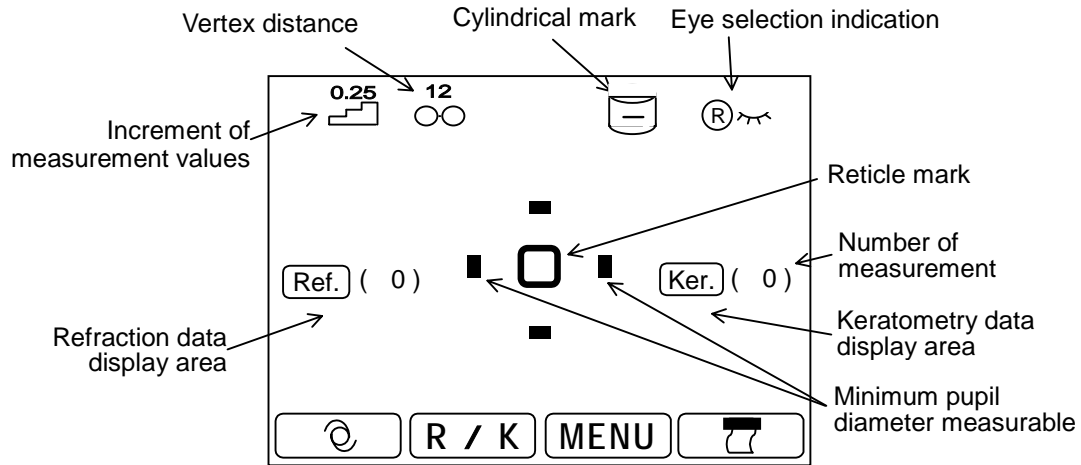 Vertex distance
Cylindrical mark
Eye selection indication
0.25
12
R
Increment of
measurement values
Reticle mark
Number of
measurement
Ref. ( 0 )
Ker. ( 0 )
Refraction data
display area
Keratometry data
display area
Minimum pupil
diameter measurable
R / K
MENU